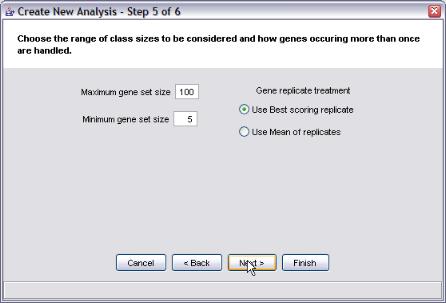 Create New Analysis - Step 5 of 6
Choose the range of class sizes to be considered and how genes occuring more than once
are handled.
Maximum gene set size 100
Minimum gene set size 5
Gene replicate treatment
Use Best scoring replicate
Use Mean of replicates
Cancel < Back Next > Finish